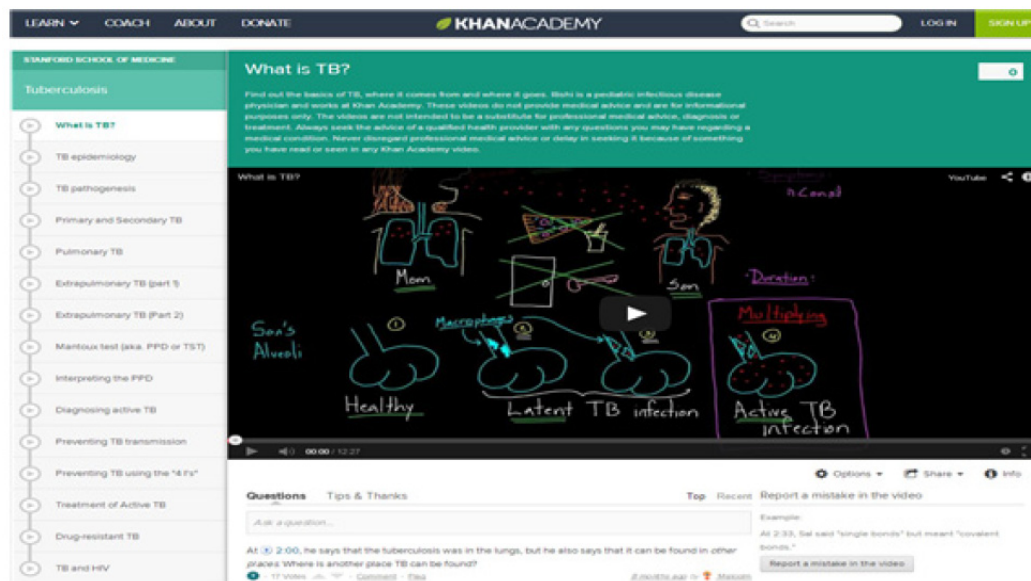 LEARN COACH ABOUT DONATE KHANACADEMY Search LOG IN SIGN UP
STANFORD SCHOOL OF MEDICINE
Tuberculosis
What is TB?
TB epidemiology
TB pathogenesis
Primary and Secondary TB
Pulmonary TB
Extrapulmonary TB (part 1)
Extrapulmonary TB (Part 2)
Mantoux test (aka. PPD or TST)
Interpreting the PPD
Diagnosing active TB
Preventing TB transmission
Preventing TB using the "4 I's"
Treatment of Active TB
Drug-resistant TB
TB and HIV
What is TB?
0
Find out the basics of TB, where it comes from and where it goes. Rishi is a pediatric infectious disease
physician and works at Khan Academy. These videos do not provide medical advice and are for informational
purposes only. The videos are not intended to be a substitute for professional medical advice, diagnosis or
treatment. Always seek the advice of a qualified health provider with any questions you may have regarding a
medical condition. Never disregard professional medical advice or delay in seeking it because of something
you have read or seen in any Khan Academy video.
What is TB?
YouTube
Mom
Son
Duration:
Son's
Alveoli
Macrophages
1
2
3
4
Multiplying
Healthy
Latent TB infection
Active TB
infection
00:00 / 12:27
Options Share Info
Questions Tips & Thanks Top Recent
Ask a question...
At 2:00, he says that the tuberculosis was in the lungs, but he also says that it can be found in other
places. Where is another place TB can be found?
17 Votes Comment Flag
8 months ago by
Report a mistake in the video
Example:
At 2:33, Sal said "single bonds" but meant "covalent
bonds."
Report a mistake in the video